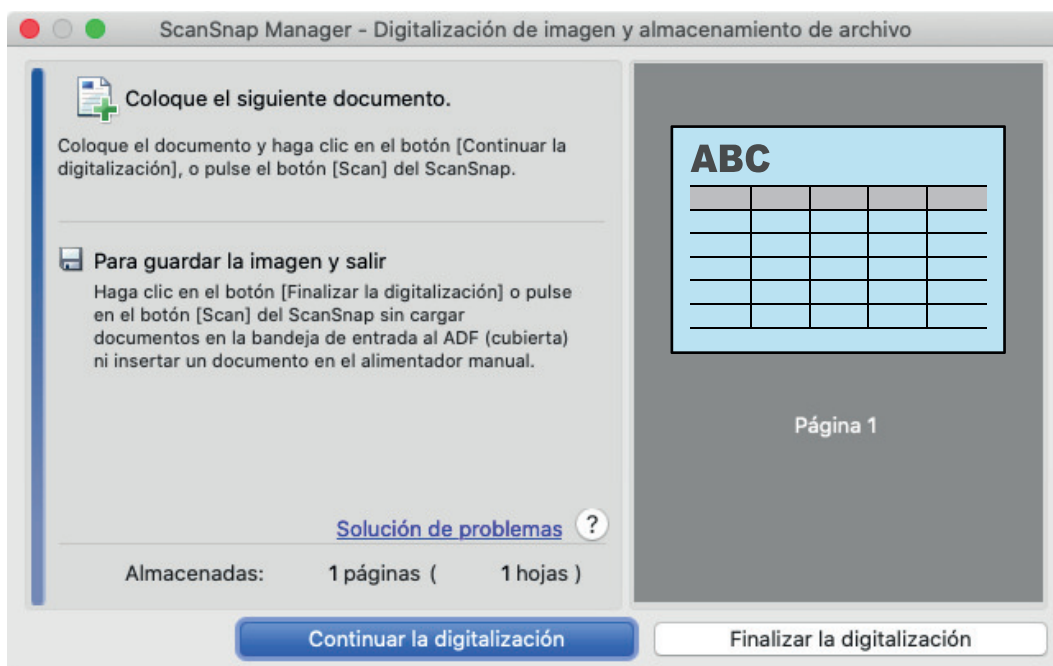 ScanSnap Manager - Digitalización de imagen y almacenamiento de archivo
Coloque el siguiente documento.
Coloque el documento y haga clic en el botón [Continuar la
digitalización], o pulse el botón [Scan] del ScanSnap.
Para guardar la imagen y salir
Haga clic en el botón [Finalizar la digitalización] o pulse
en el botón [Scan] del ScanSnap sin cargar
documentos en la bandeja de entrada al ADF (cubierta)
ni insertar un documento en el alimentador manual.
Solución de problemas ?
Almacenadas: 1 páginas ( 1 hojas )
ABC
Página 1
Continuar la digitalización
Finalizar la digitalización